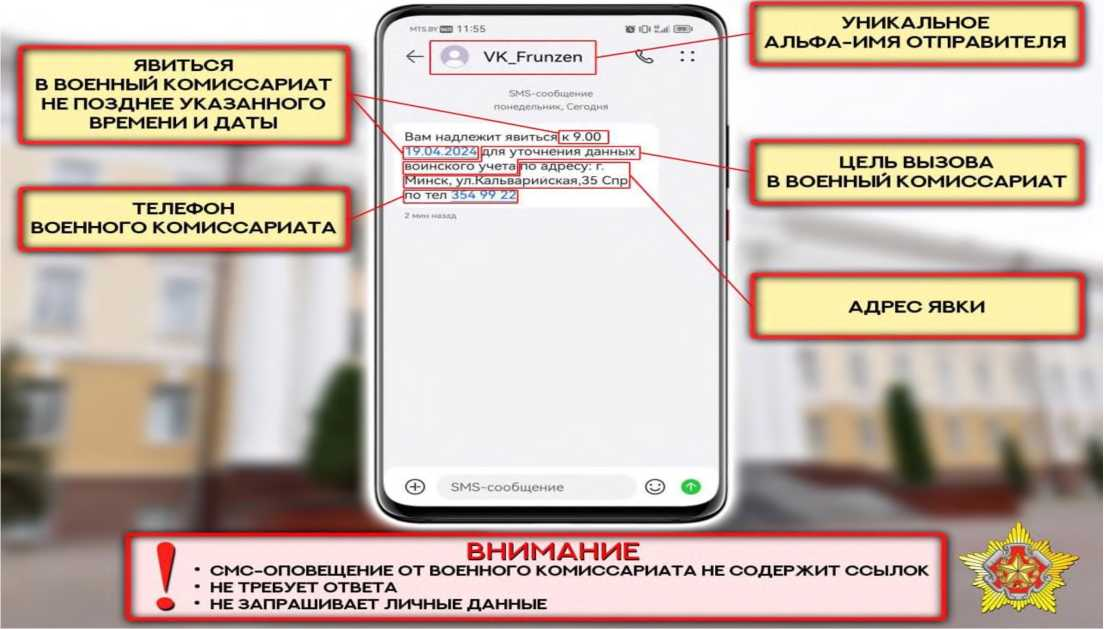 ЯВИТЬСЯ
В ВОЕННЫЙ КОМИССАРИАТ
НЕ ПОЗДНЕЕ УКАЗАННОГО
ВРЕМЕНИ И ДАТЫ
ТЕЛЕФОН
ВОЕННОГО КОМИССАРИАТА
MTS.BY 11:55
VK_Frunzen
SMS-сообщение
понедельник, Сегодня
Вам надлежит явиться к 9.00
19.04.2024 для уточнения данных
воинского учета по адресу: г.
Минск, ул.Кальварийская,35 Спр
по тел 354 99 22
2 мин назад
SMS-сообщение
УНИКАЛЬНОЕ
АЛЬФА-ИМЯ ОТПРАВИТЕЛЯ
ЦЕЛЬ ВЫЗОВА
В ВОЕННЫЙ КОМИССАРИАТ
АДРЕС ЯВКИ
ВНИМАНИЕ
• СМС-ОПОВЕЩЕНИЕ ОТ ВОЕННОГО КОМИССАРИАТА НЕ СОДЕРЖИТ ССЫЛОК
• НЕ ТРЕБУЕТ ОТВЕТА
• НЕ ЗАПРАШИВАЕТ ЛИЧНЫЕ ДАННЫЕ